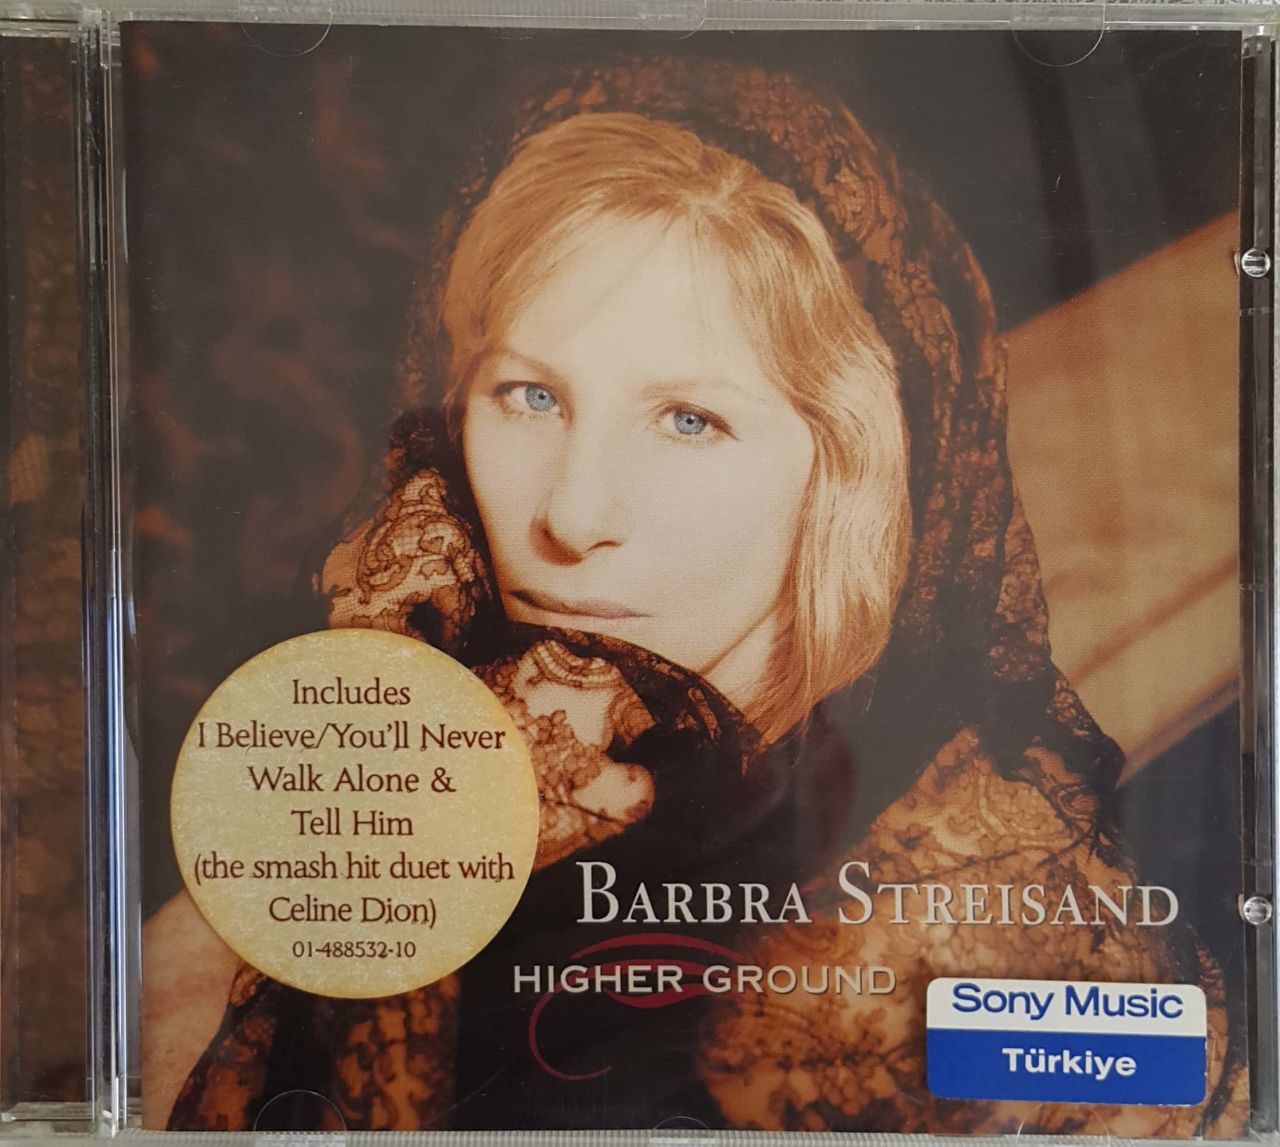 Includes
I Believe/You'll Never
Walk Alone &
Tell Him
(the smash hit duet with
Celine Dion)
01-488532-10
BARBRA STREISAND
HIGHER GROUND
Sony Music
Türkiye